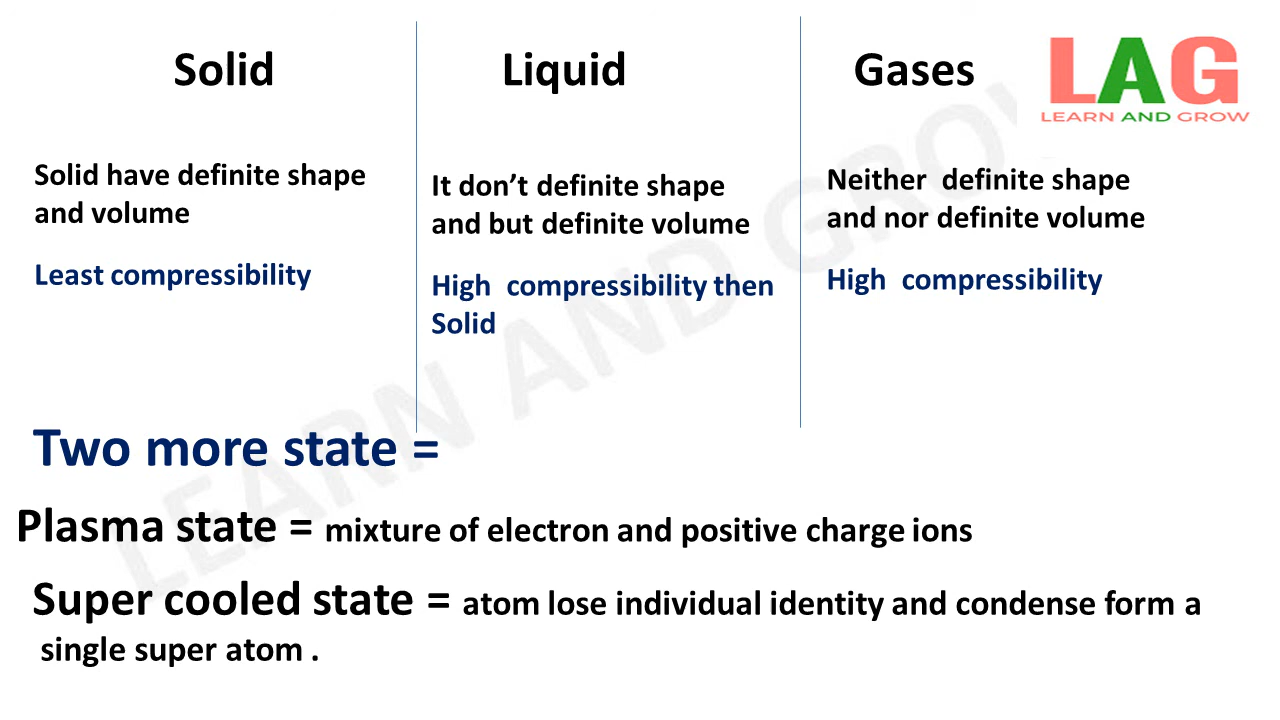 Solid
Solid have definite shape
and volume
Least compressibility
Liquid
It don’t definite shape
and but definite volume
High compressibility then
Solid
Gases
Neither definite shape
and nor definite volume
High compressibility
LAG
LEARN AND GROW
Two more state =
Plasma state = mixture of electron and positive charge ions
Super cooled state = atom lose individual identity and condense form a
single super atom .
LEARN AND GROW